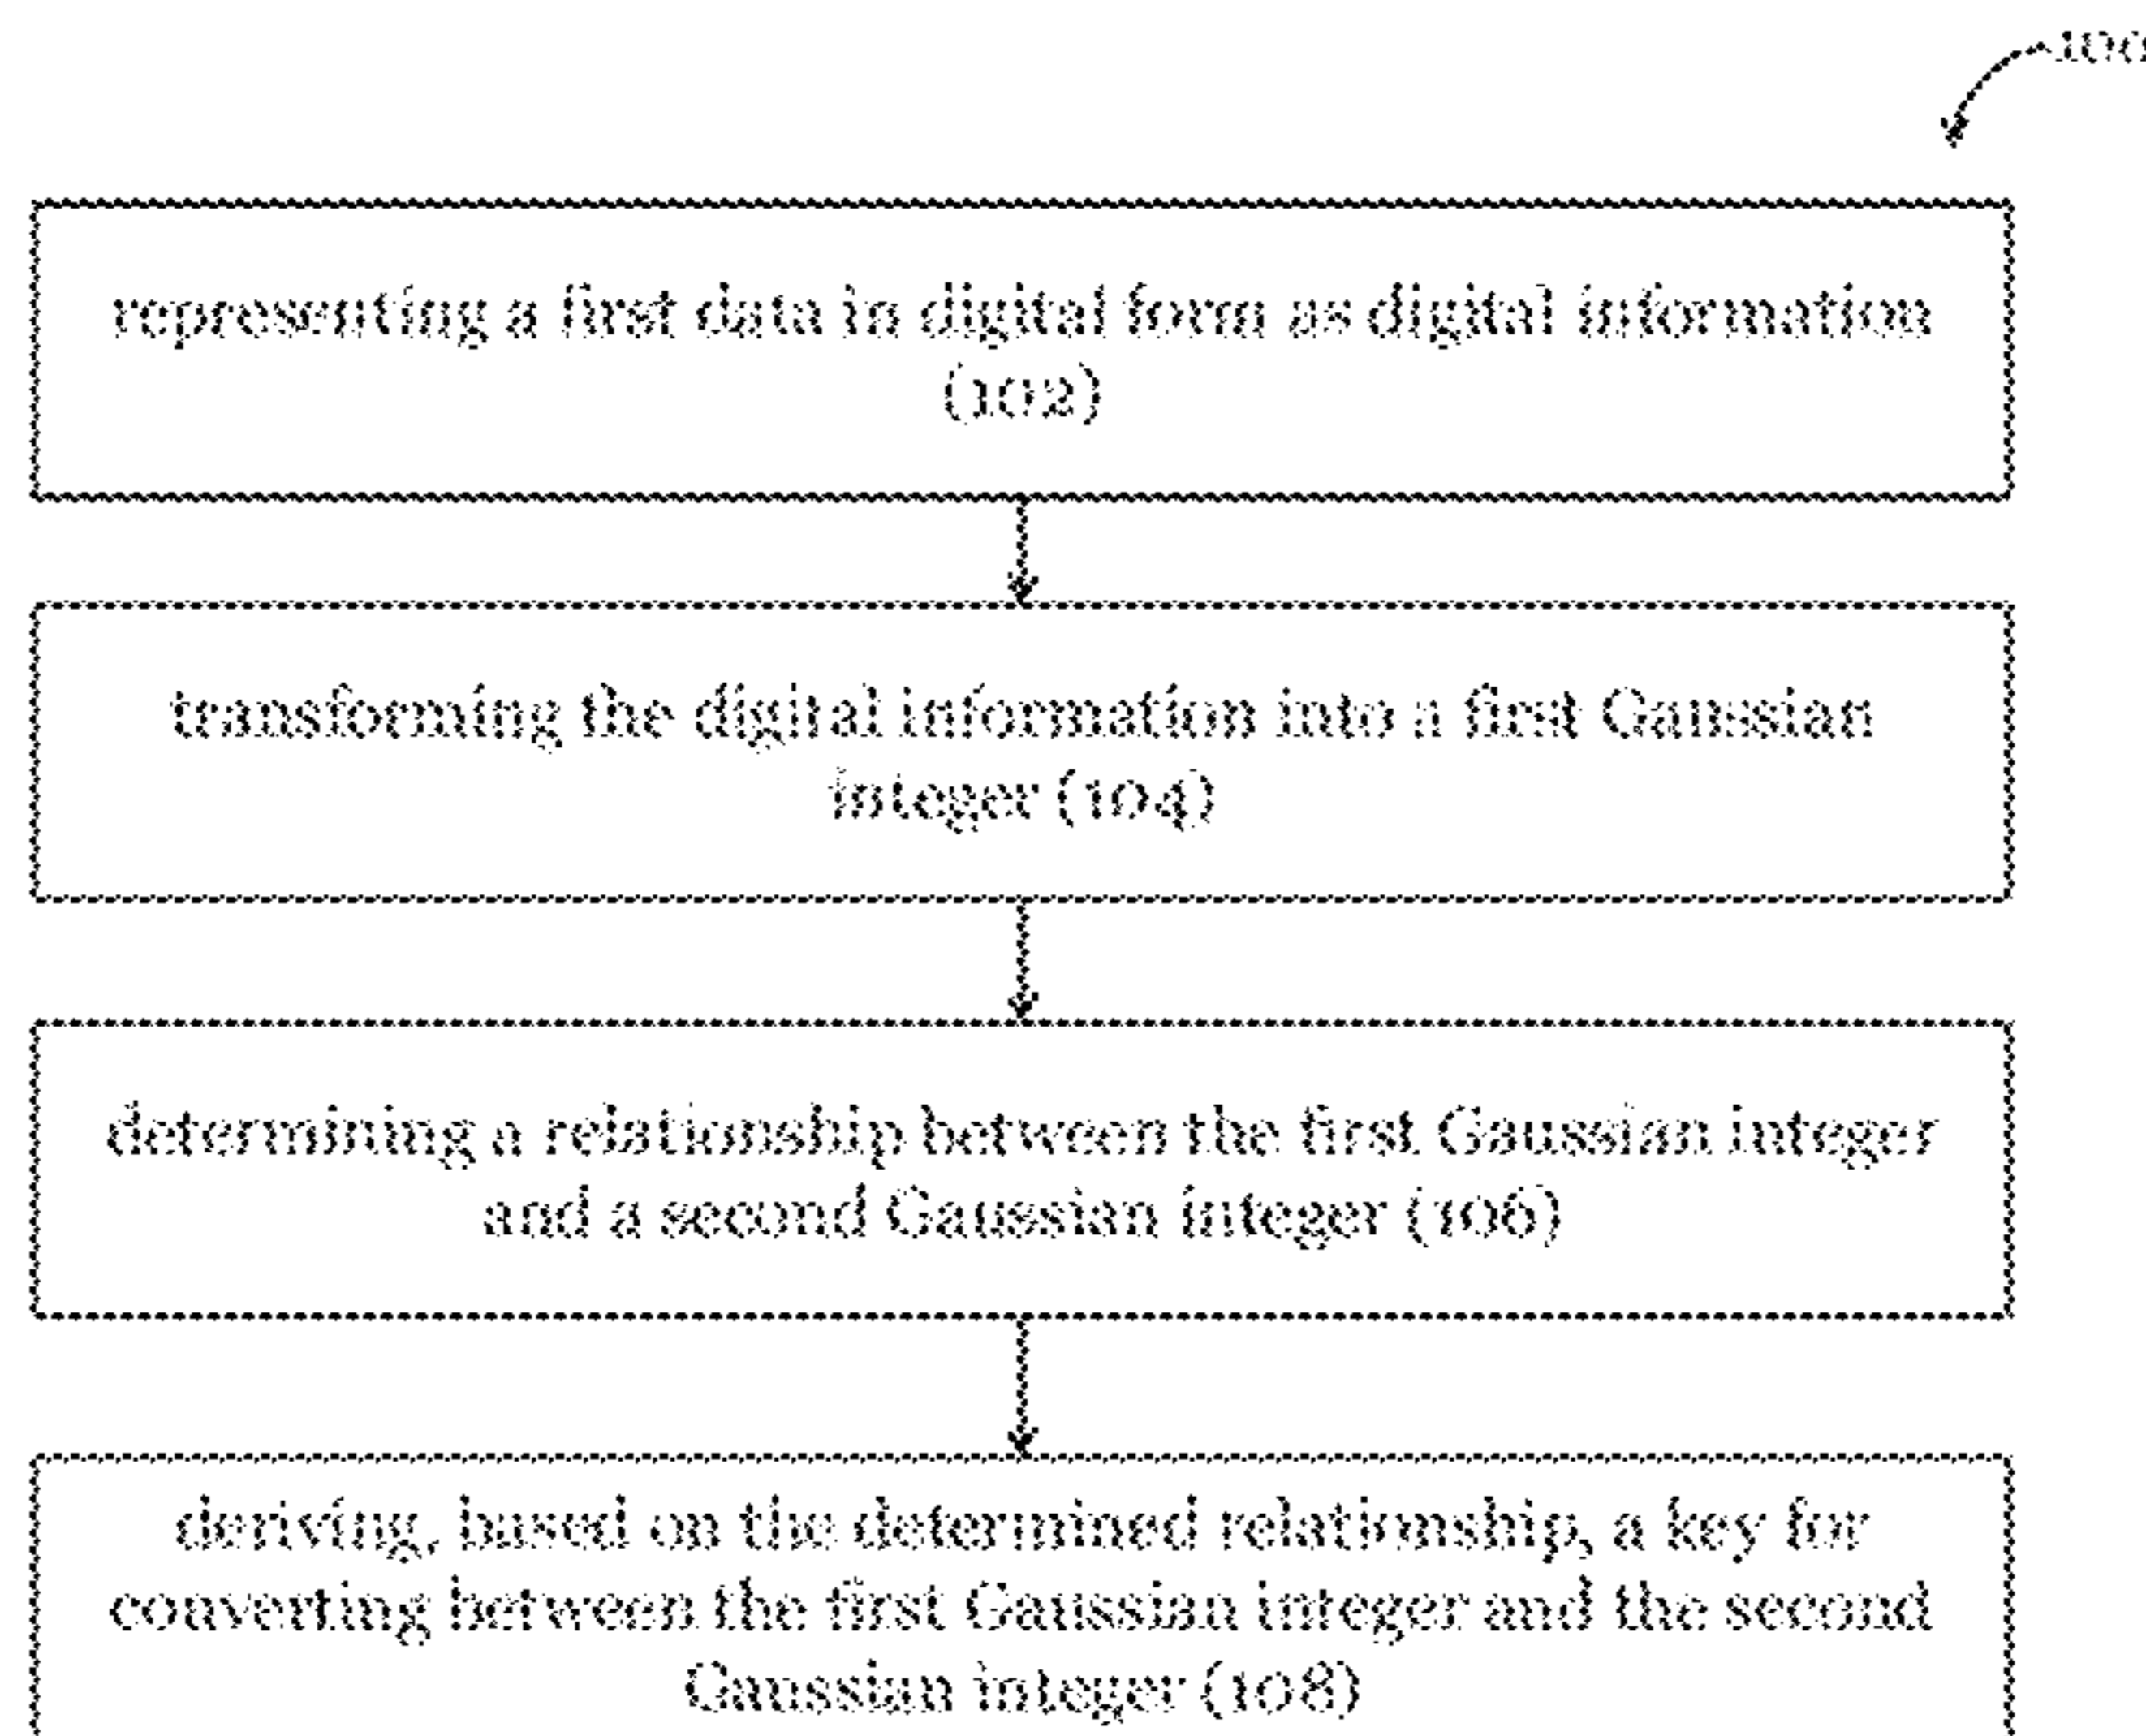 100
representing a first data in digital form as digital information
(102)
transforming the digital information into a first Gaussian
integer (104)
determining a relationship between the first Gaussian integer
and a second Gaussian integer (106)
deriving, based on the determined relationship, a key for
converting between the first Gaussian integer and the second
Gaussian integer (108)